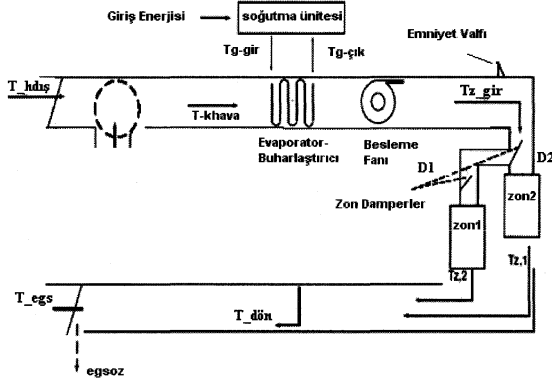 Giriş Enerjisi
soğutma ünitesi
Emniyet Valfı
Tg-gir
Tg-çık
T_hdış
T-khava
Tz_gir
Evaporator-
Buharlaştırıcı
Besleme
Fanı
D1
D2
Zon Damperler
zon2
zon1
Tz,2
Tz,1
T_egs
T_dön
egsoz